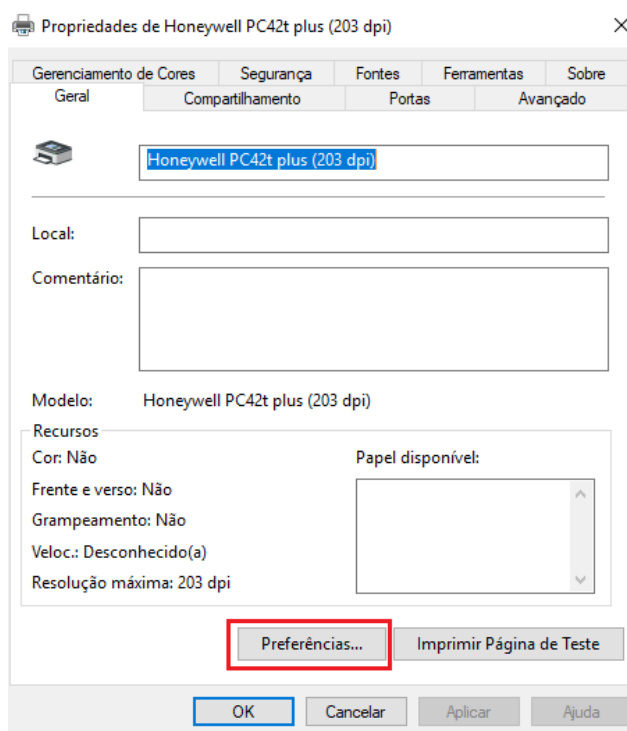 Propriedades de Honeywell PC42t plus (203 dpi)
Gerenciamento de Cores Segurança Fontes Ferramentas Sobre
Geral Compartilhamento Portas Avançado
Honeywell PC42t plus (203 dpi)
Local:
Comentário:
Modelo: Honeywell PC42t plus (203 dpi)
Recursos
Cor: Não Papel disponível:
Frente e verso: Não
Grampeamento: Não
Veloc.: Desconhecido(a)
Resolução máxima: 203 dpi
Preferências... Imprimir Página de Teste
OK Cancelar Aplicar Ajuda